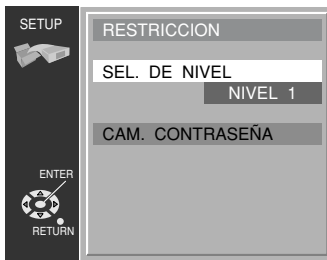 SETUP
RESTRICCION
SEL. DE NIVEL
NIVEL 1
CAM. CONTRASEÑA
ENTER
RETURN